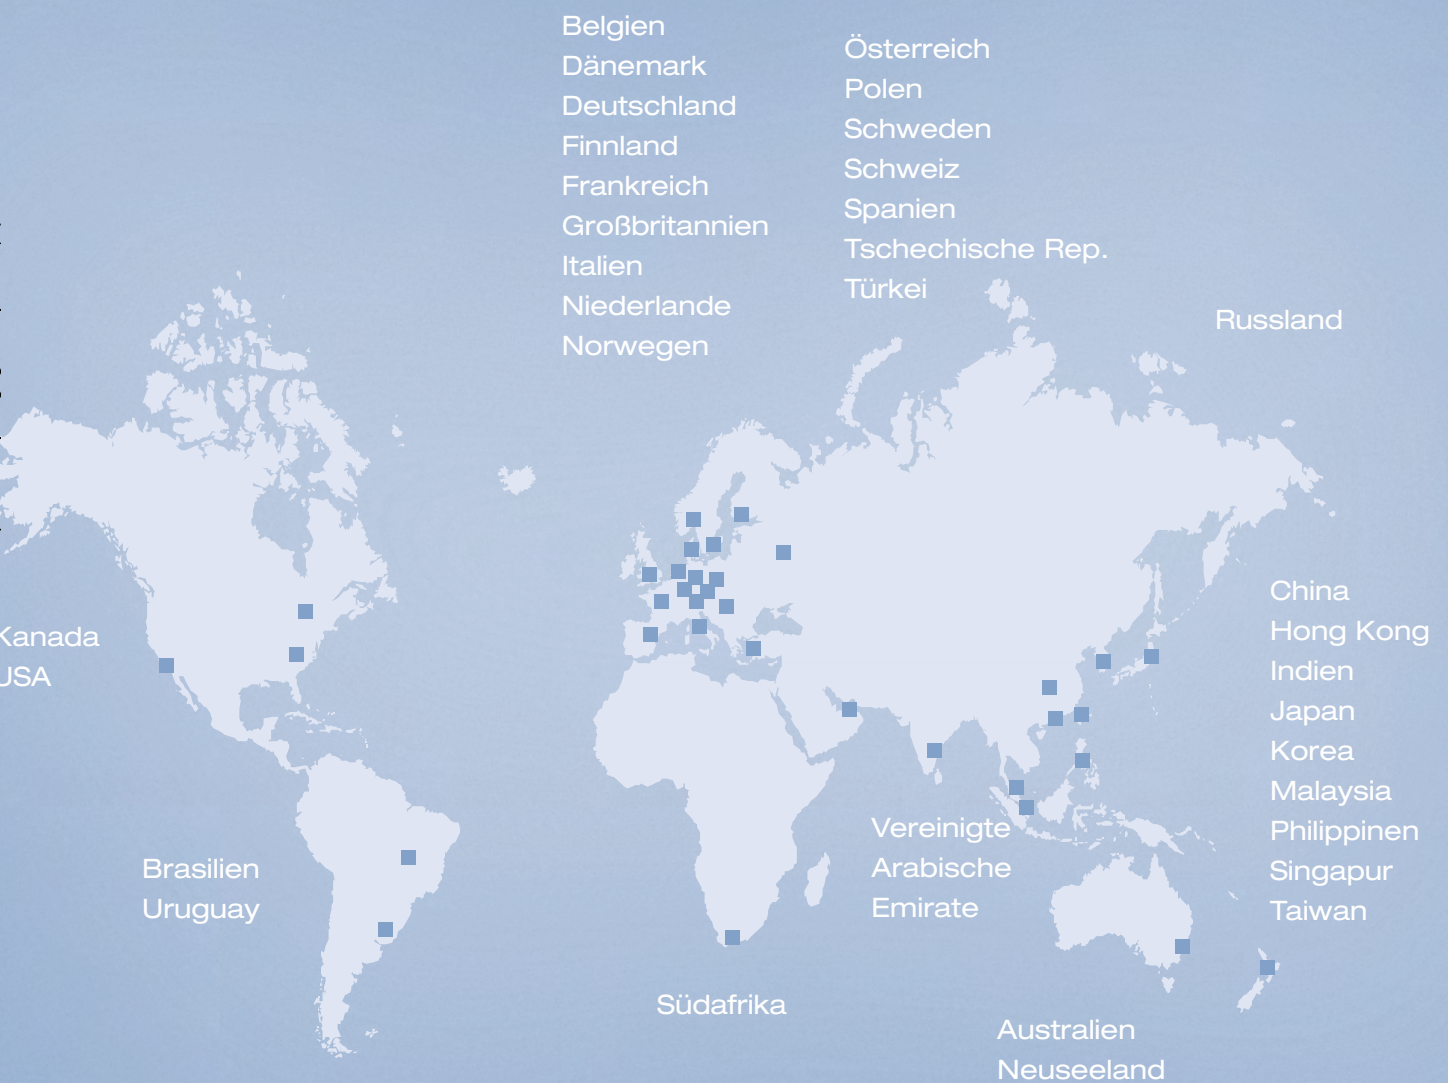 Belgien
Dänemark
Deutschland
Finnland
Frankreich
Großbritannien
Italien
Niederlande
Norwegen
Österreich
Polen
Schweden
Schweiz
Spanien
Tschechische Rep.
Türkei
Russland
Kanada
USA
China
Hong Kong
Indien
Japan
Korea
Malaysia
Philippinen
Singapur
Taiwan
Vereinigte
Arabische
Emirate
Brasilien
Uruguay
Südafrika
Australien
Neuseeland